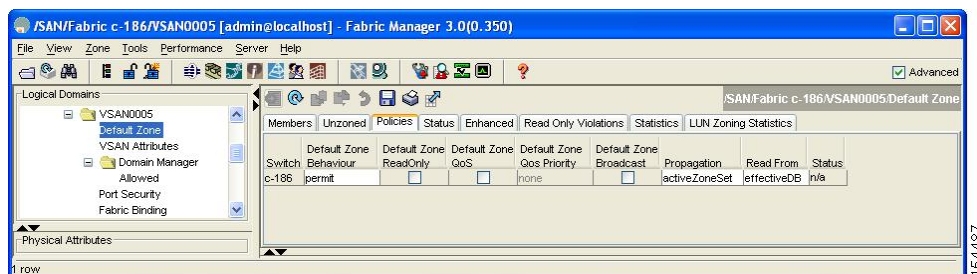 /SAN/Fabric c-186/VSAN0005 [admin@localhost] - Fabric Manager 3.0(0.350)
File View Zone Tools Performance Server Help
Advanced
Logical Domains
VSAN0005
Default Zone
VSAN Attributes
Domain Manager
Allowed
Port Security
Fabric Binding
Physical Attributes
/SAN/Fabric c-186/VSAN0005/Default Zone
Members Unzoned Policies Status Enhanced Read Only Violations Statistics LUN Zoning Statistics
Default Zone Default Zone Default Zone Default Zone Default Zone
Switch Behaviour ReadOnly QoS Qos Priority Broadcast Propagation Read From Status
c-186 permit none activeZoneSet effectiveDB n/a
1 row